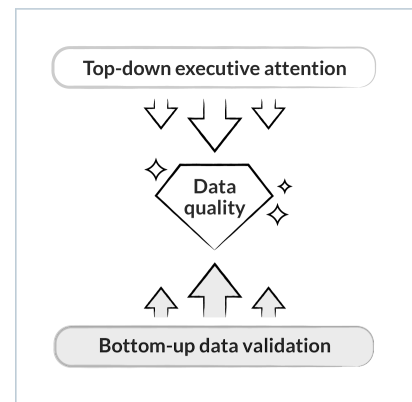 Top-down executive attention
Data
quality
Bottom-up data validation